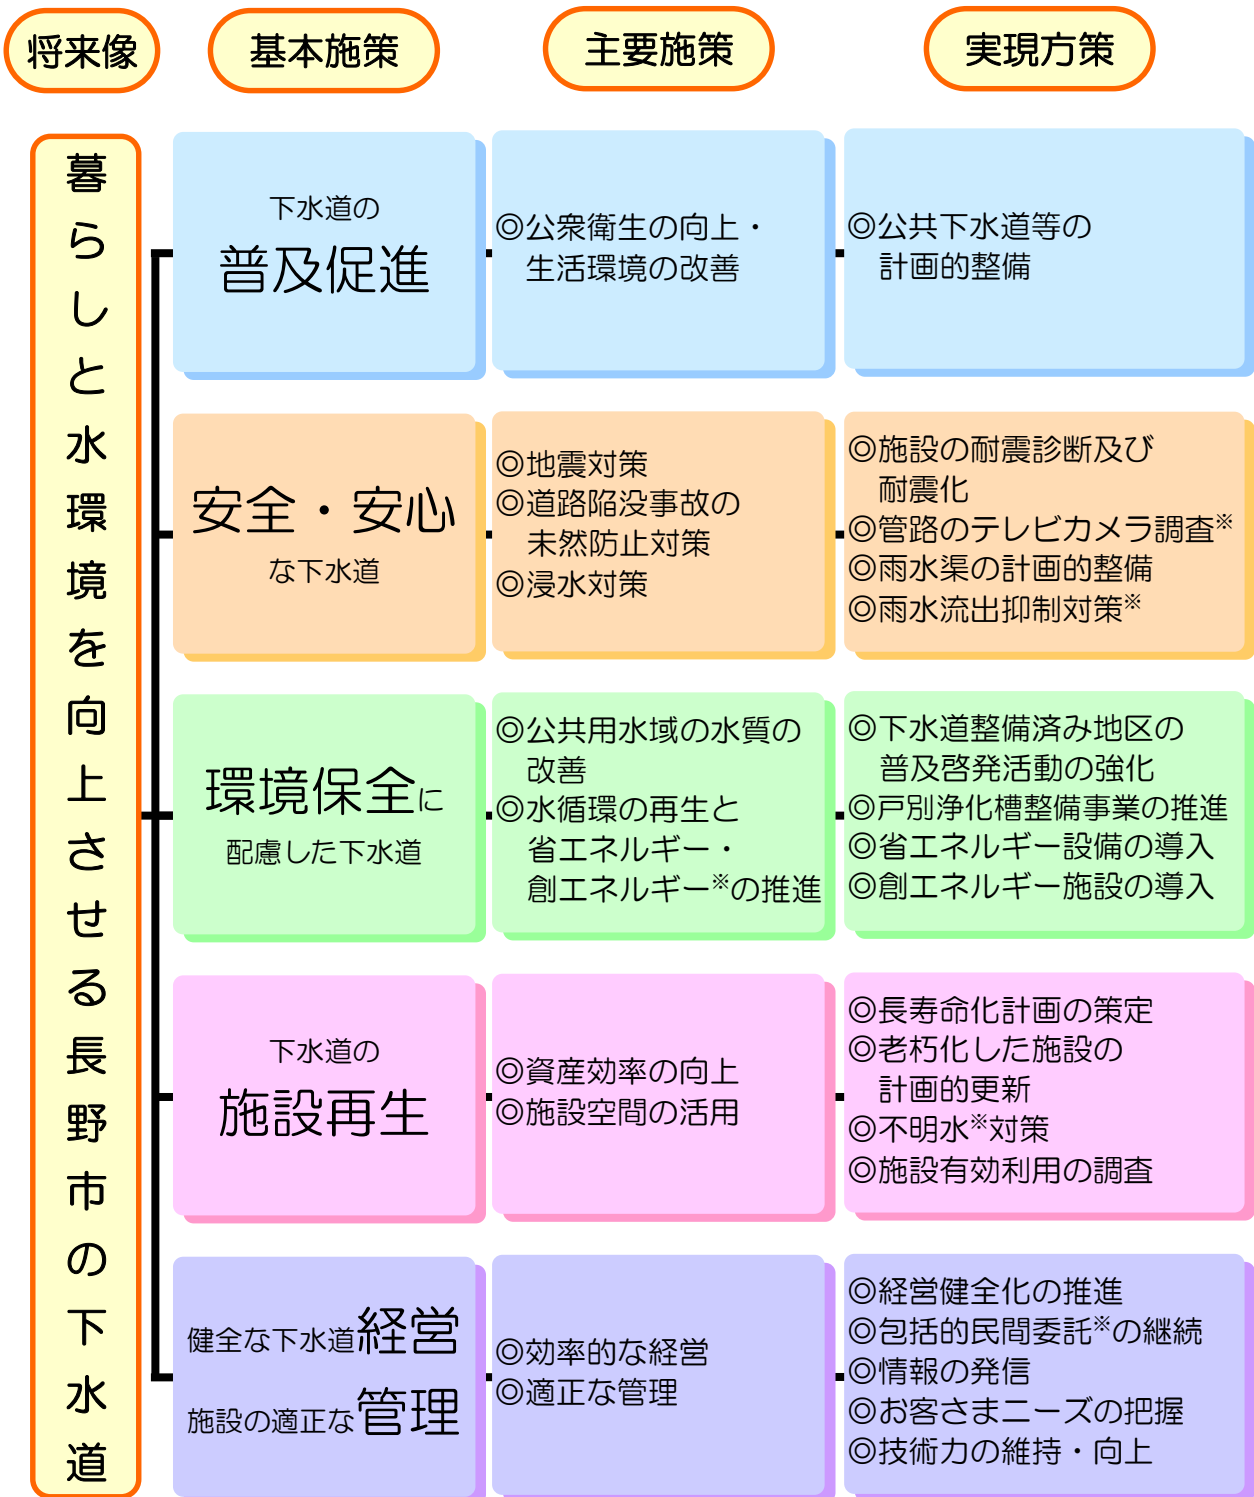 将来像
基本施策
主要施策
実現方策
暮らしと水環境を向上させる長野市の下水道
下水道の
普及促進
◎公衆衛生の向上・
生活環境の改善
◎公共下水道等の
計画的整備
安全・安心
な下水道
◎地震対策
◎道路陥没事故の
未然防止対策
◎浸水対策
◎施設の耐震診断及び
耐震化
◎管路のテレビカメラ調査※
◎雨水渠の計画的整備
◎雨水流出抑制対策※
環境保全に
配慮した下水道
◎公共用水域の水質の
改善
◎水循環の再生と
省エネルギー・
創エネルギー※の推進
◎下水道整備済み地区の
普及啓発活動の強化
◎戸別浄化槽整備事業の推進
◎省エネルギー設備の導入
◎創エネルギー施設の導入
下水道の
施設再生
◎資産効率の向上
◎施設空間の活用
◎長寿命化計画の策定
◎老朽化した施設の
計画的更新
◎不明水※対策
◎施設有効利用の調査
健全な下水道経営
施設の適正な管理
◎効率的な経営
◎適正な管理
◎経営健全化の推進
◎包括的民間委託※の継続
◎情報の発信
◎お客さまニーズの把握
◎技術力の維持・向上